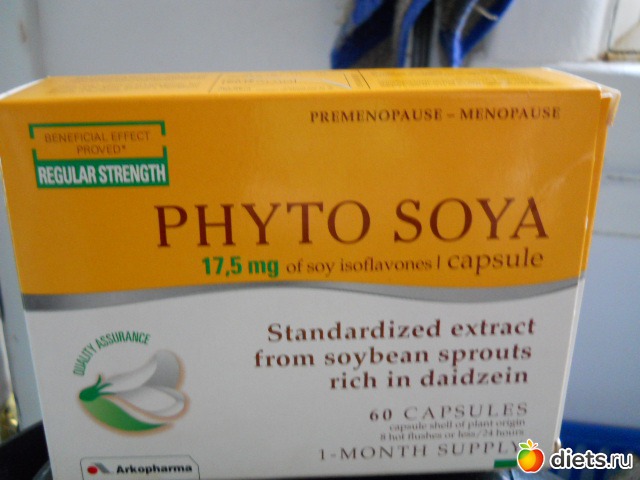 PREMENOPAUSE – MENOPAUSE
BENEFICIAL EFFECT
PROVED*
REGULAR STRENGTH
PHYTO SOYA
17,5 mg of soy isoflavones / capsule
QUALITY ASSURANCE
Standardized extract
from soybean sprouts
rich in daidzein
60 CAPSULES
capsule shell of plant origin
8 hot flushes or less/24 hours
1-MONTH SUPPLY
Arkopharma
diets.ru